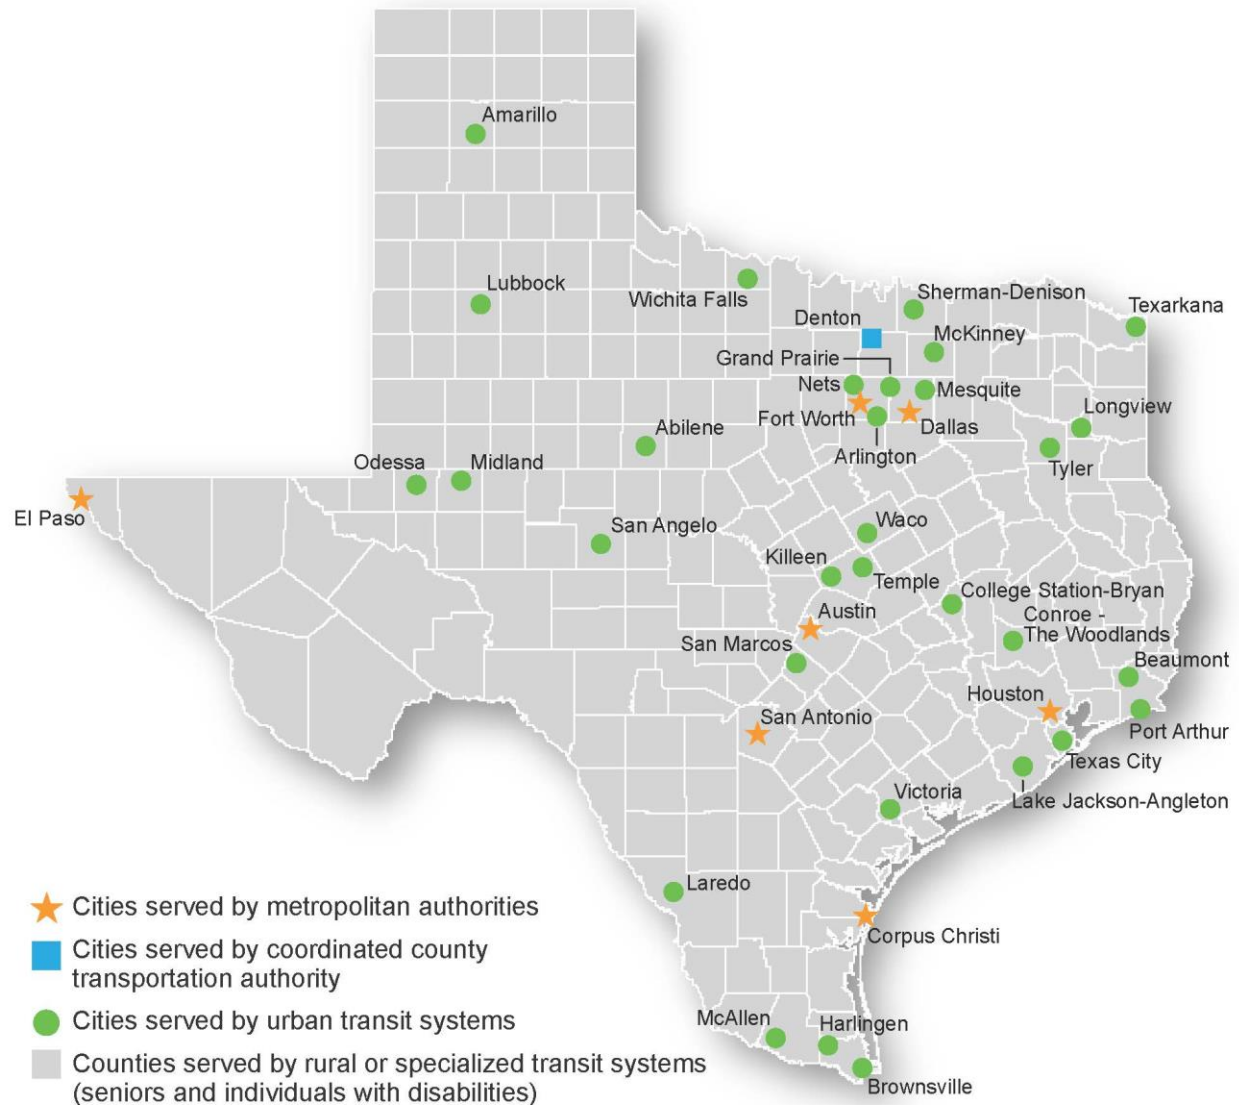 Amarillo
Lubbock
Wichita Falls
Sherman-Denison
Texarkana
Denton
McKinney
Grand Prairie
Nets
Mesquite
Longview
Fort Worth
Dallas
Abilene
Arlington
Tyler
Odessa
Midland
El Paso
San Angelo
Waco
Killeen
Temple
College Station-Bryan
Conroe -
The Woodlands
Austin
San Marcos
Beaumont
Houston
San Antonio
Port Arthur
Texas City
Victoria
Lake Jackson-Angleton
Laredo
Corpus Christi
McAllen
Harlingen
Brownsville
Cities served by metropolitan authorities
Cities served by coordinated county
transportation authority
Cities served by urban transit systems
Counties served by rural or specialized transit systems
(seniors and individuals with disabilities)